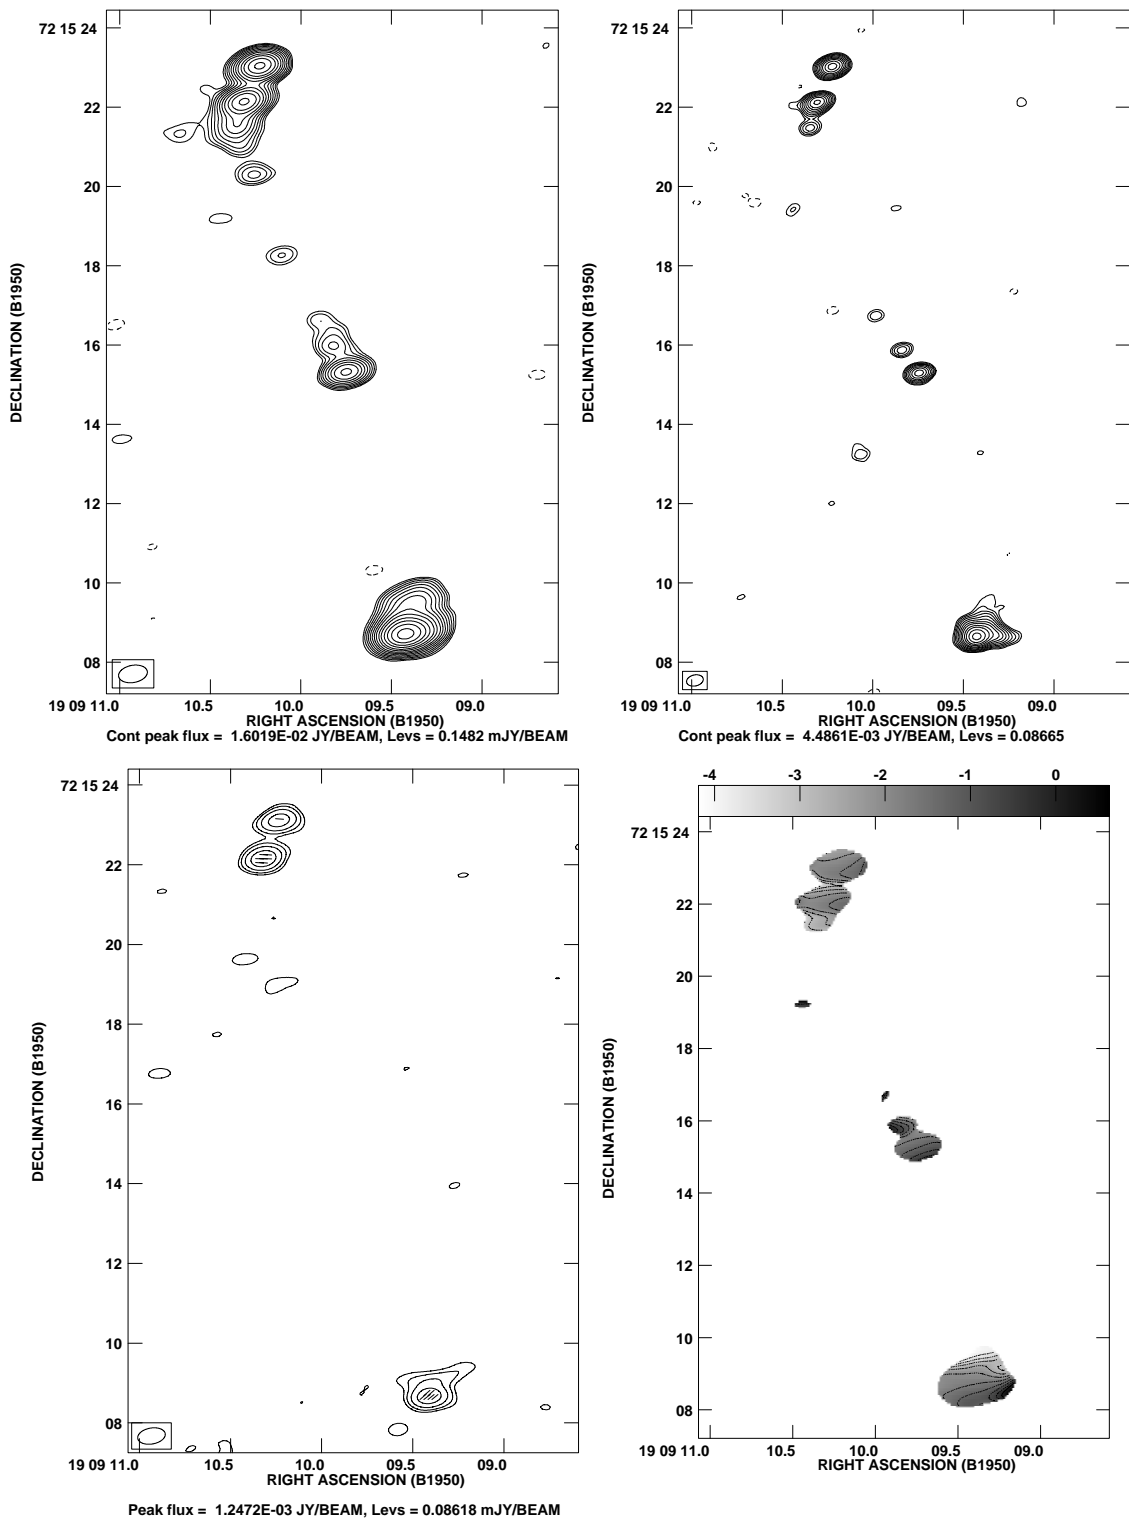 72 15 24
22
20
18
16
14
12
10
08
DECLINATION (B1950)
19 09 11.0 10.5 10.0 09.5 09.0
RIGHT ASCENSION (B1950)
Cont peak flux = 1.6019E-02 JY/BEAM, Levs = 0.1482 mJY/BEAM
72 15 24
22
20
18
16
14
12
10
08
DECLINATION (B1950)
19 09 11.0 10.5 10.0 09.5 09.0
RIGHT ASCENSION (B1950)
Cont peak flux = 4.4861E-03 JY/BEAM, Levs = 0.08665
72 15 24
22
20
18
16
14
12
10
08
DECLINATION (B1950)
19 09 11.0 10.5 10.0 09.5 09.0
RIGHT ASCENSION (B1950)
Peak flux = 1.2472E-03 JY/BEAM, Levs = 0.08618 mJY/BEAM
-4 -3 -2 -1 0
72 15 24
22
20
18
16
14
12
10
08
DECLINATION (B1950)
19 09 11.0 10.5 10.0 09.5 09.0
RIGHT ASCENSION (B1950)